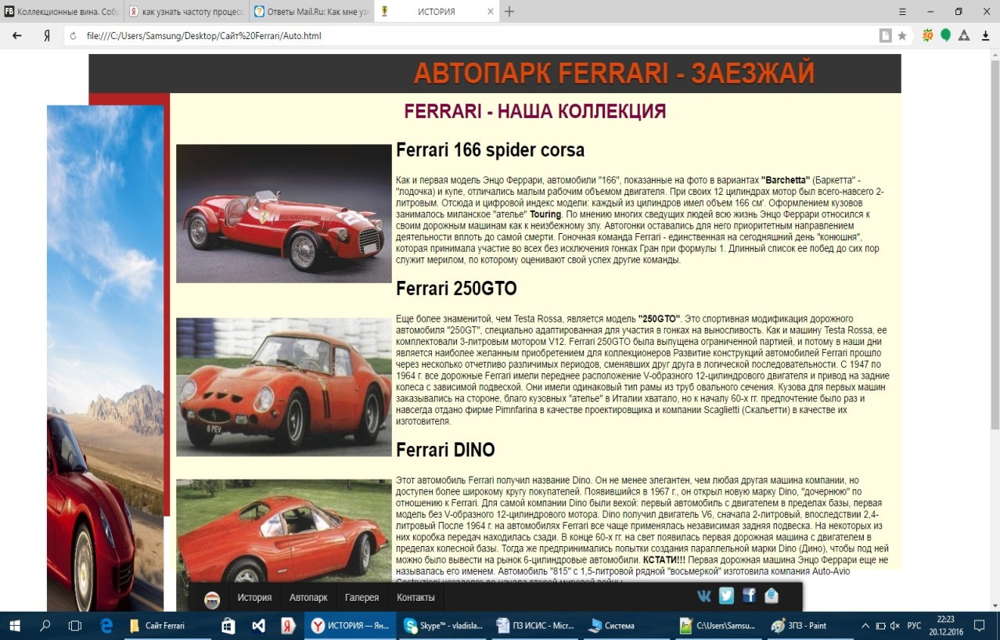 Коллекционные вина. Собр
как узнать частоту процесс
Ответы Mail.Ru: Как мне узн
ИСТОРИЯ
file:///C:/Users/Samsung/Desktop/Сайт%20Ferrari/Auto.html
АВТОПАРК FERRARI - ЗАЕЗЖАЙ
FERRARI - НАША КОЛЛЕКЦИЯ
Ferrari 166 spider corsa
Как и первая модель Энцо Феррари, автомобили "166", показанные на фото в вариантах "Barchetta" (Баркетта" -
"лодочка) и купе, отличались малым рабочим объемом двигателя. При своих 12 цилиндрах мотор был всего-навсего 2-
литровым. Отсюда и цифровой индекс модели: каждый из цилиндров имел объем 166 см'. Оформлением кузовов
занималось миланское "ателье" Touring. По мнению многих сведущих людей всю жизнь Энцо Феррари относился к
своим дорожным машинам как к неизбежному злу. Автогонки оставались для него приоритетным направлением
деятельности вплоть до самой смерти. Гоночная команда Ferrari - единственная на сегодняшний день "конюшня",
которая принимала участие во всех без исключения гонках Гран при формулы 1. Длинный список ее побед до сих пор
служит мерилом, по которому оценивают свой успех другие команды.
Ferrari 250GTO
Еще более знаменитой, чем Testa Rossa, является модель "250GTO". Это спортивная модификация дорожного
автомобиля "250GT", специально адаптированная для участия в гонках на выносливость. Как и машину Testa Rossa, ее
комплектовали 3-литровым мотором V12. Ferrari 250GTO была выпущена ограниченной партией, и потому в наши дни
является наиболее желанным приобретением для коллекционеров Развитие конструкций автомобилей Ferrari прошло
через несколько отчетливо различимых периодов, сменявших друг друга в логической последовательности. С 1947 по
1964 г. все дорожные Ferrari имели переднее расположение V-образного 12-цилиндрового двигателя и привод на задние
колеса с зависимой подвеской. Они имели одинаковый тип рамы из труб овального сечения. Кузова для первых машин
заказывались на стороне, благо кузовных "ателье" в Италии хватало, но к началу 60-х гг. предпочтение было раз и
навсегда отдано фирме Pimnfarina в качестве проектировщика и компании Scaglietti (Скальетти) в качестве их
изготовителя.
6 PEV
Ferrari DINO
Этот автомобиль Ferrari получил название Dino. Он не менее элегантен, чем любая другая машина компании, но
доступен более широкому кругу покупателей. Появившийся в 1967 г., он открыл новую марку Dino, "дочернюю" по
отношению к Ferrari. Для самой компании Dino были вехой: первый автомобиль с двигателем в пределах базы, первая
модель без V-образного 12-цилиндрового мотора. Dino получил двигатель V6, сначала 2-литровый, впоследствии 2,4-
литровый После 1964 г. на автомобилях Ferrari все чаще применялась независимая задняя подвеска. На некоторых из
них коробка передач находилась сзади. В конце 60-х гг. на свет появилась первая дорожная машина с двигателем в
пределах колесной базы. Тогда же предпринимались попытки создания параллельной марки Dino (Дино), чтобы под ней
можно было вывести на рынок 6-цилиндровые автомобили. КСТАТИ!!! Первая дорожная машина Энцо Феррари еще не
называлась его именем. Автомобиль "815" с 1,5-литровой рядной "восьмеркой" изготовила компания Auto-Avio
История Автопарк Галерея Контакты
Сайт Ferrari
ИСТОРИЯ — Ян...
Skype™ - vladisla...
ПЗ ИСИС - Micr...
Система
C:\Users\Samsu...
ЗПЗ - Paint
РУС
22:23
20.12.2016